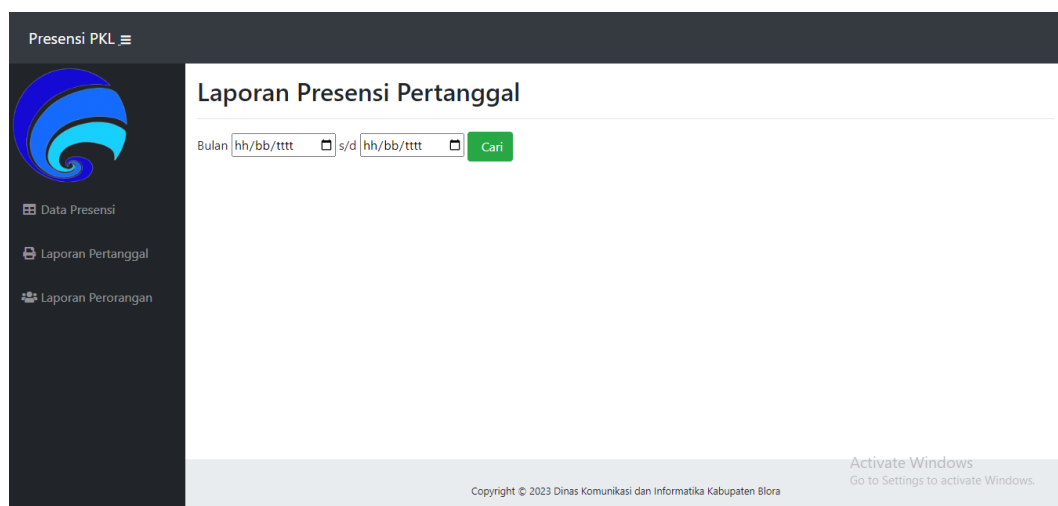 Presensi PKL
Laporan Presensi Pertanggal
Bulan hh/bb/tttt s/d hh/bb/tttt Cari
Data Presensi
Laporan Pertanggal
Laporan Perorangan
Activate Windows
Go to Settings to activate Windows.
Copyright © 2023 Dinas Komunikasi dan Informatika Kabupaten Blora